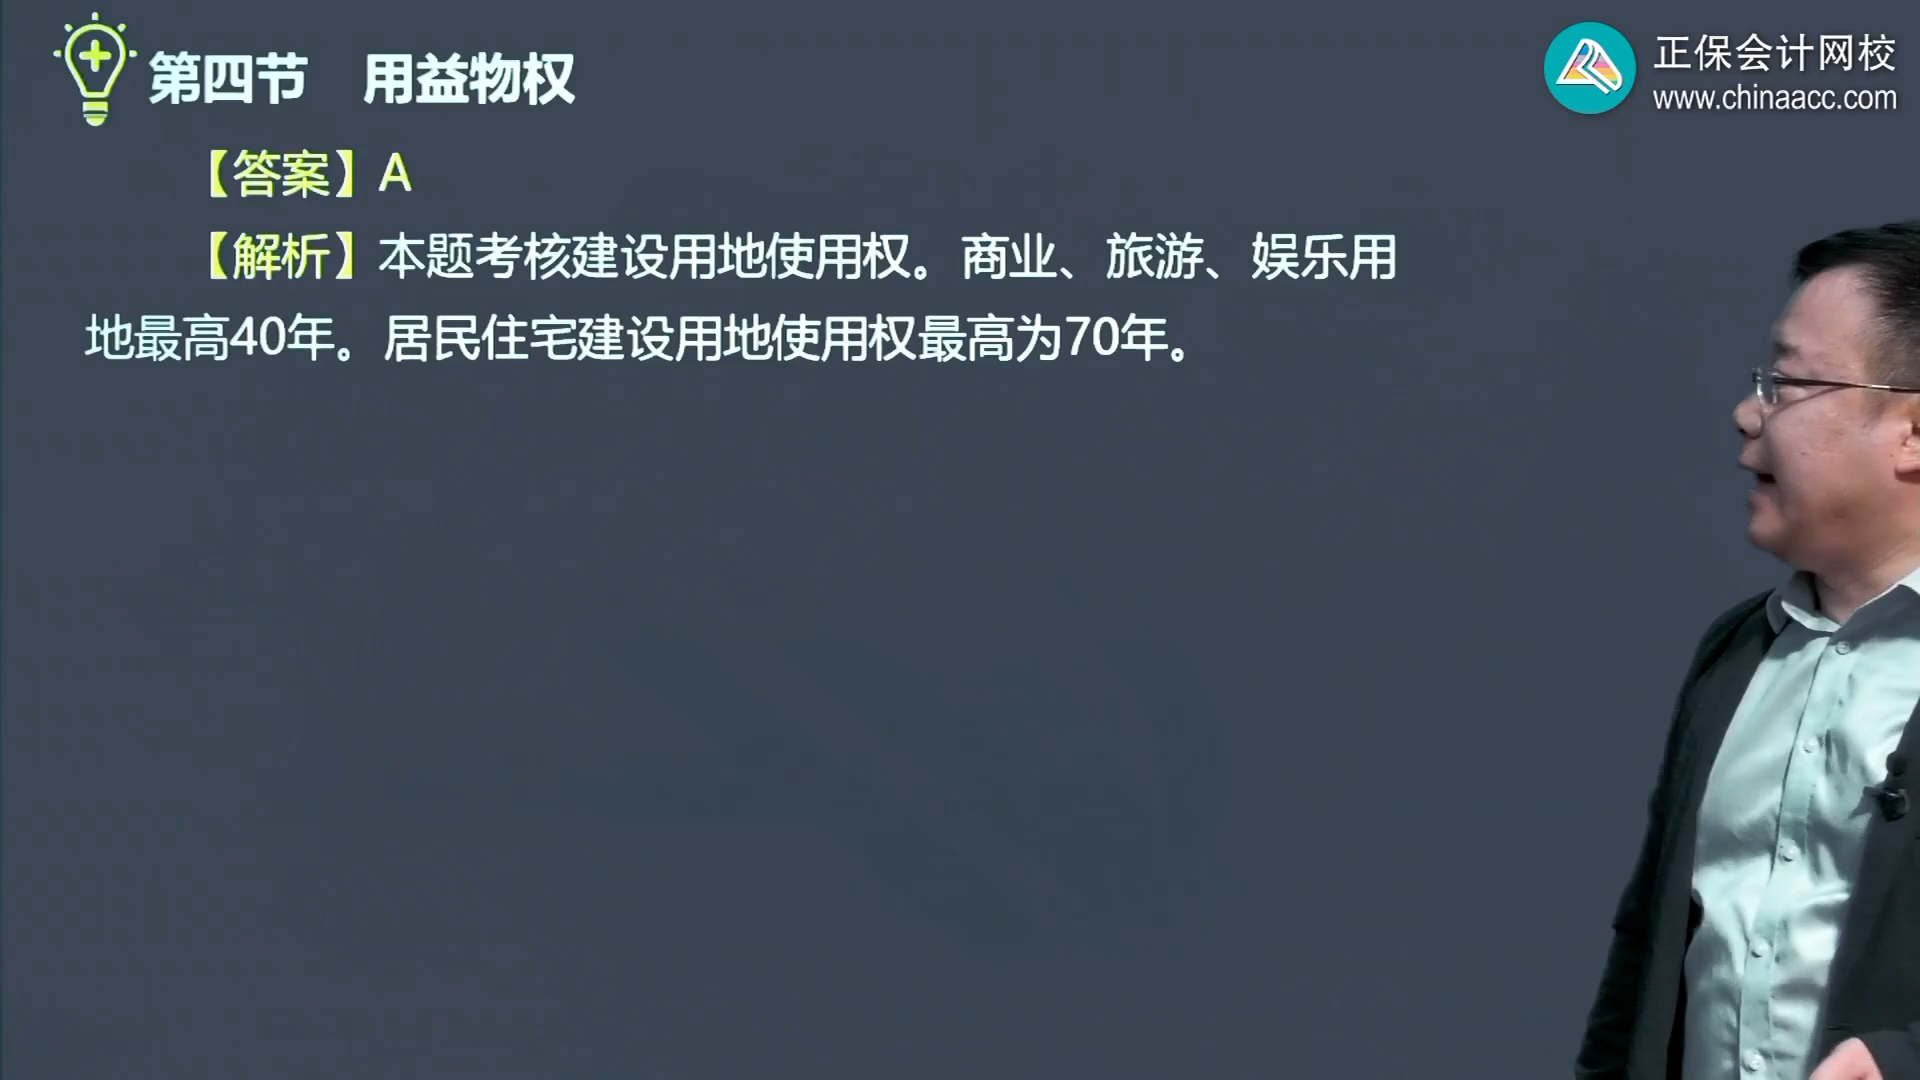 第四节 用益物权
正保会计网校
www.chinaacc.com
【答案】A
【解析】本题考核建设用地使用权。商业、旅游、娱乐用
地最高40年。居民住宅建设用地使用权最高为70年。